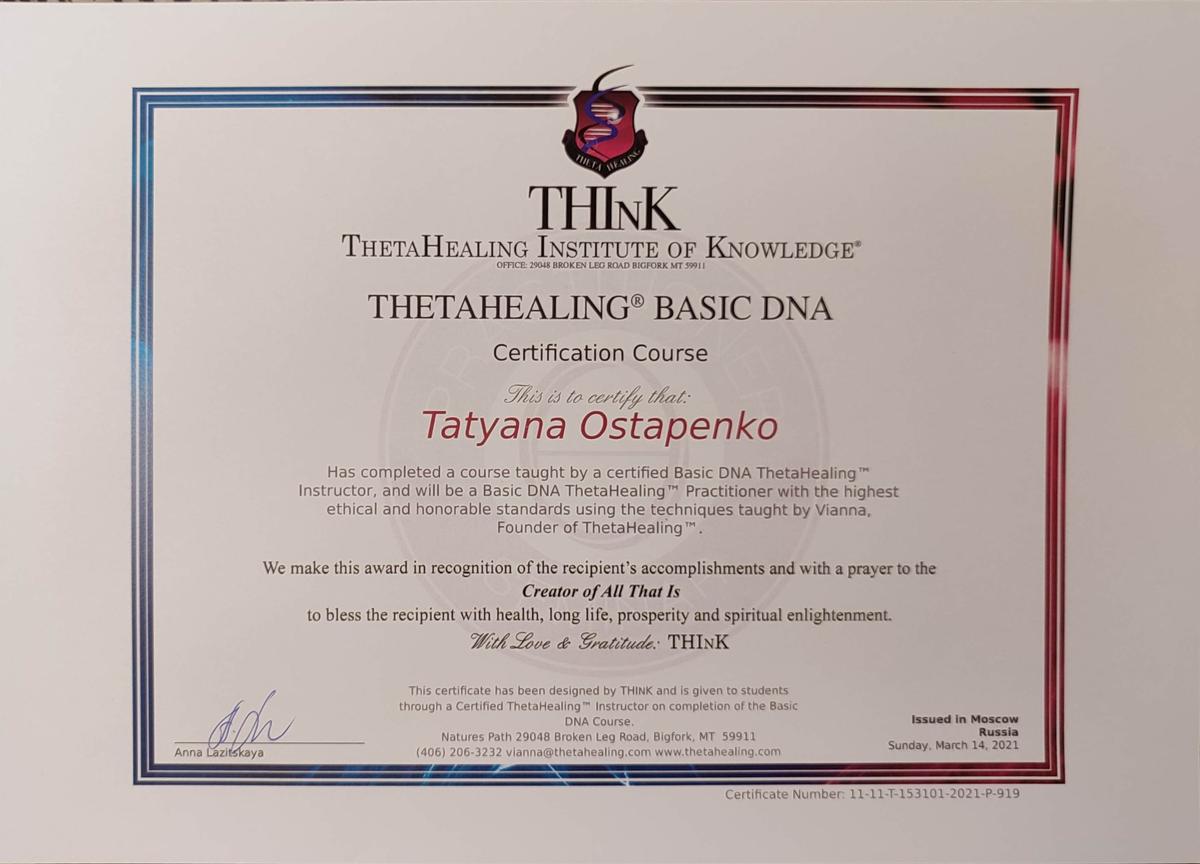 THETA HEALING
THInK
ThetaHealing Institute of Knowledge®
OFFICE: 29048 BROKEN LEG ROAD BIGFORK MT 59911
THETAHEALING® BASIC DNA
Certification Course
This is to certify that:
Tatyana Ostapenko
Has completed a course taught by a certified Basic DNA ThetaHealing™
Instructor, and will be a Basic DNA ThetaHealing™ Practitioner with the highest
ethical and honorable standards using the techniques taught by Vianna,
Founder of ThetaHealing™.
We make this award in recognition of the recipient's accomplishments and with a prayer to the
Creator of All That Is
to bless the recipient with health, long life, prosperity and spiritual enlightenment.
With Love & Gratitude: THInK
This certificate has been designed by THINK and is given to students
through a Certified ThetaHealing™ Instructor on completion of the Basic
DNA Course.
Natures Path 29048 Broken Leg Road, Bigfork, MT 59911
(406) 206-3232 vianna@thetahealing.com www.thetahealing.com
Anna Lazitskaya
Issued in Moscow
Russia
Sunday, March 14, 2021
Certificate Number: 11-11-T-153101-2021-P-919